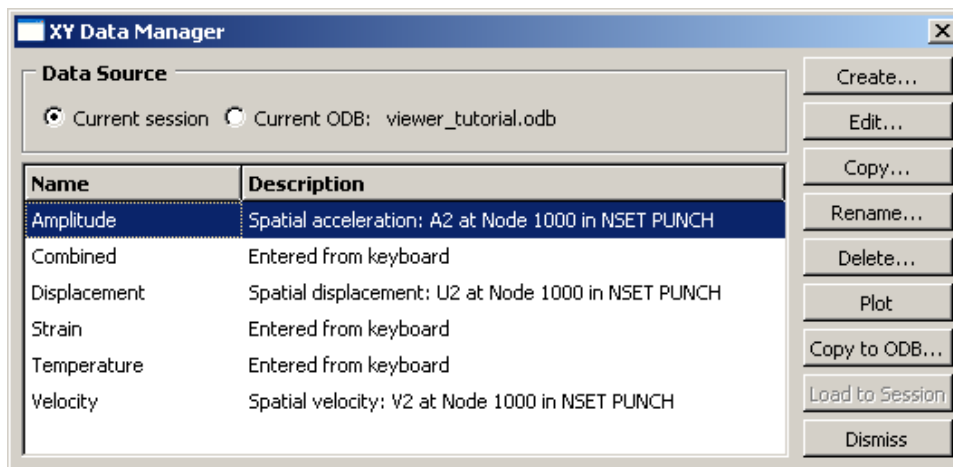 XY Data Manager
Data Source
Current session Current ODB: viewer_tutorial.odb
Name Description
Amplitude Spatial acceleration: A2 at Node 1000 in NSET PUNCH
Combined Entered from keyboard
Displacement Spatial displacement: U2 at Node 1000 in NSET PUNCH
Strain Entered from keyboard
Temperature Entered from keyboard
Velocity Spatial velocity: V2 at Node 1000 in NSET PUNCH
Create...
Edit...
Copy...
Rename...
Delete...
Plot
Copy to ODB...
Load to Session
Dismiss